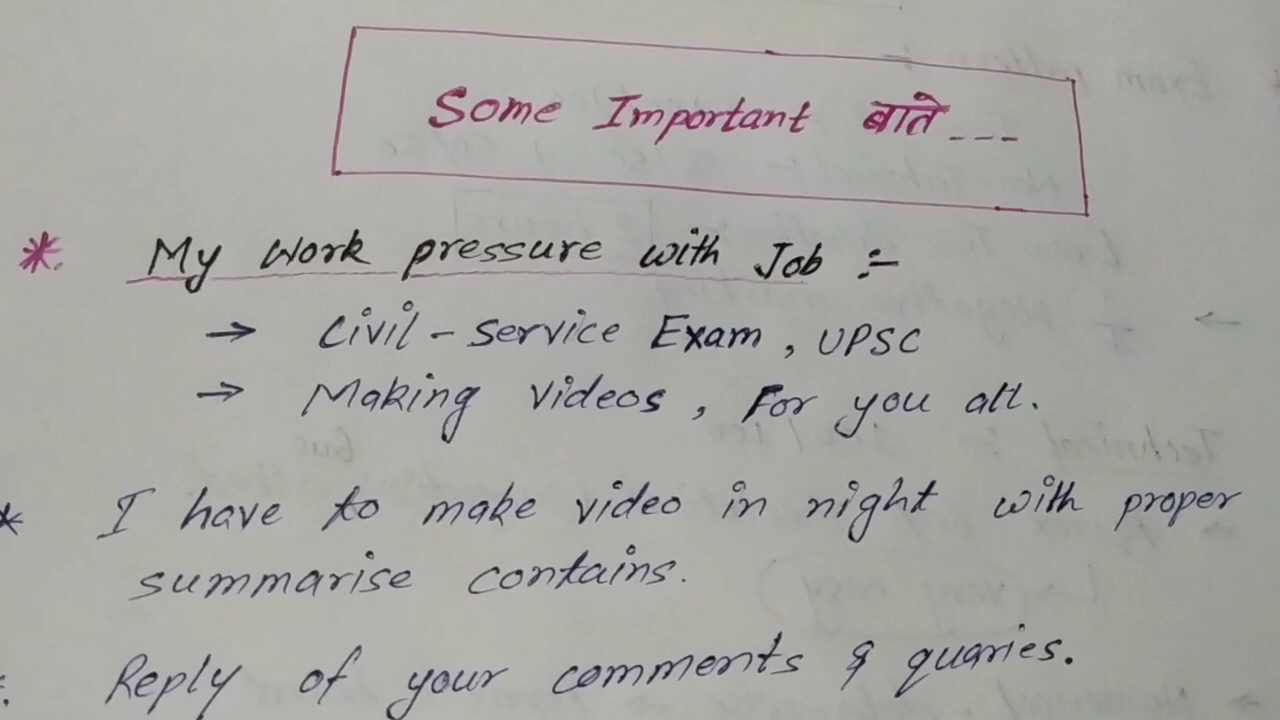 Some Important बाते ---
* My work pressure with Job :-
→ Civil-Service Exam, UPSC
→ Making videos, For you all.
* I have to make video in night with proper
summarise contains.
Reply of your comments & quaries.